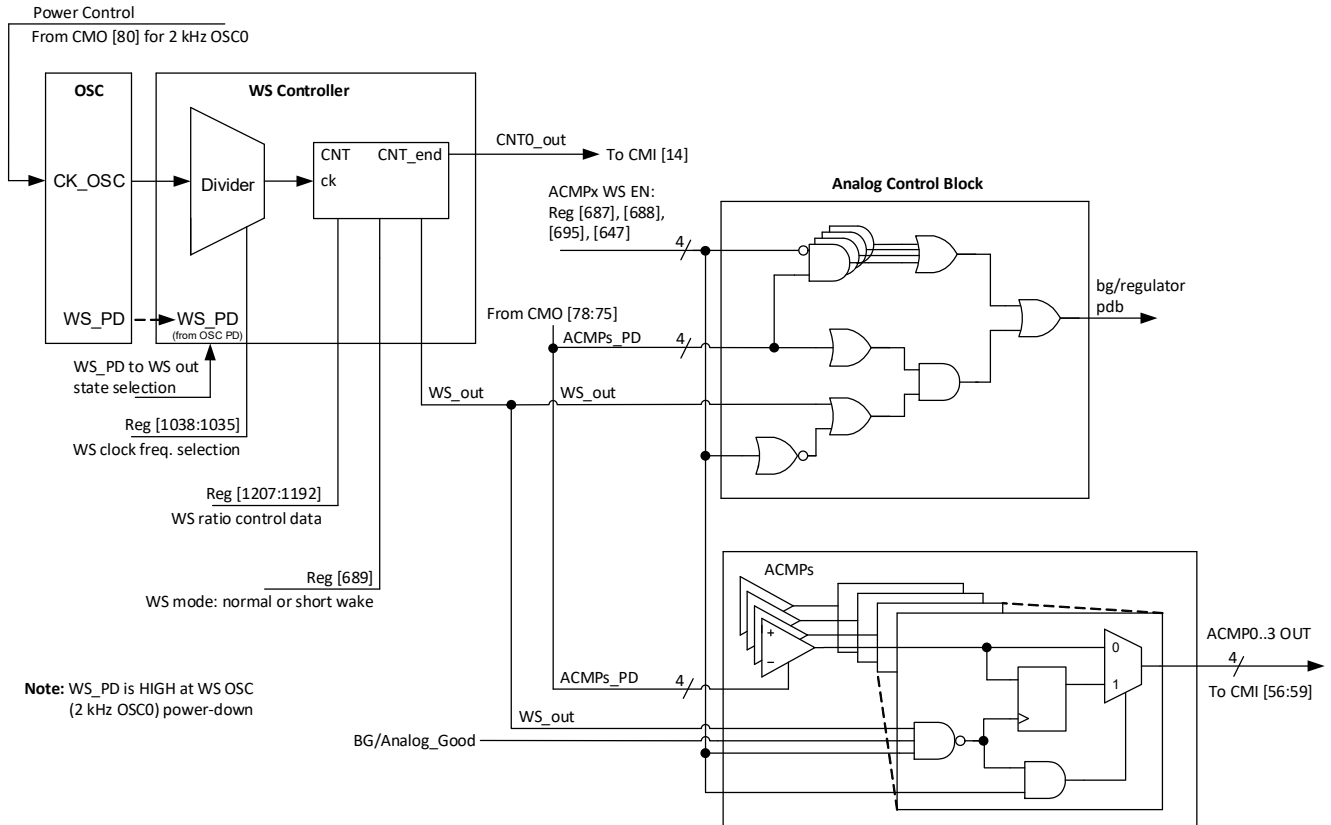 Power Control
From CMO [80] for 2 kHz OSC0
OSC
WS Controller
CK_OSC
Divider
CNT
CNT_end
ck
CNT0_out
To CMI [14]
WS_PD
WS_PD
(from OSC PD)
WS_PD to WS out
state selection
Reg [1038:1035]
WS clock freq. selection
Reg [1207:1192]
WS ratio control data
Reg [689]
WS mode: normal or short wake
Note: WS_PD is HIGH at WS OSC
(2 kHz OSC0) power-down
ACMPx WS EN:
Reg [687], [688],
[695], [647]
4
From CMO [78:75]
ACMPs_PD
4
WS_out
WS_out
Analog Control Block
bg/regulator
pdb
ACMPs
+
–
ACMPs_PD
4
WS_out
BG/Analog_Good
0
1
ACMP0..3 OUT
4
To CMI [56:59]